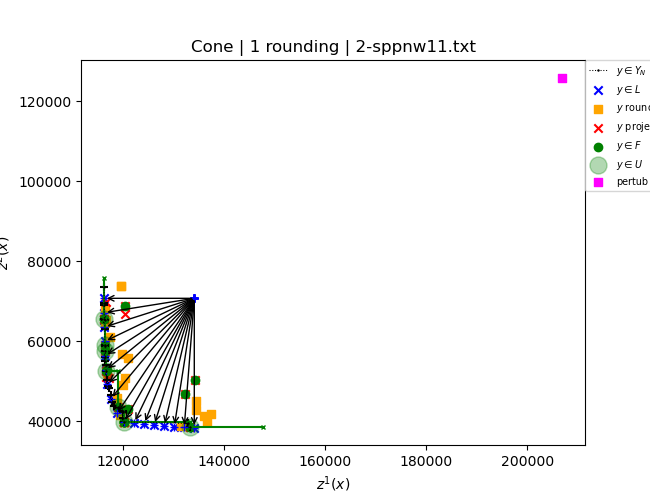 Cone | 1 rounding | 2-sppnw11.txt
120000
100000
80000
60000
40000
120000
140000
160000
180000
200000
z¹(x)
z²(x)
y ∈ Y_N
y ∈ L
y roun
y proje
y ∈ F
y ∈ U
pertub